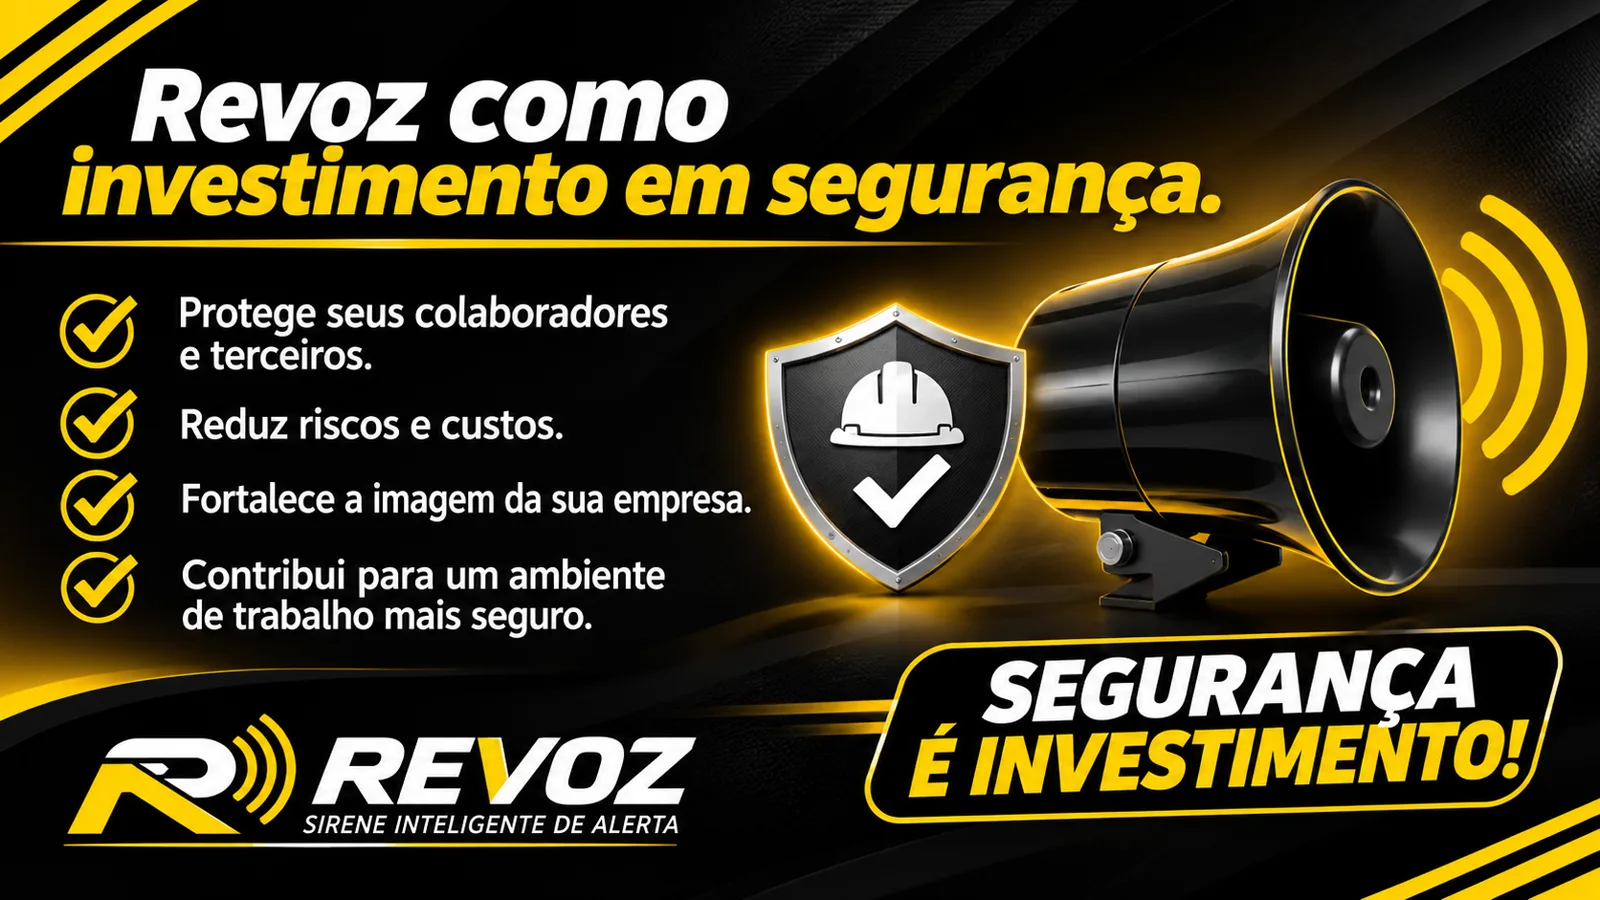 Revoz como
investimento em segurança.
Protege seus colaboradores
e terceiros.
Reduz riscos e custos.
Fortalece a imagem da sua empresa.
Contribui para um ambiente
de trabalho mais seguro.
SEGURANÇA
É INVESTIMENTO!
REVOZ
SIRENE INTELIGENTE DE ALERTA